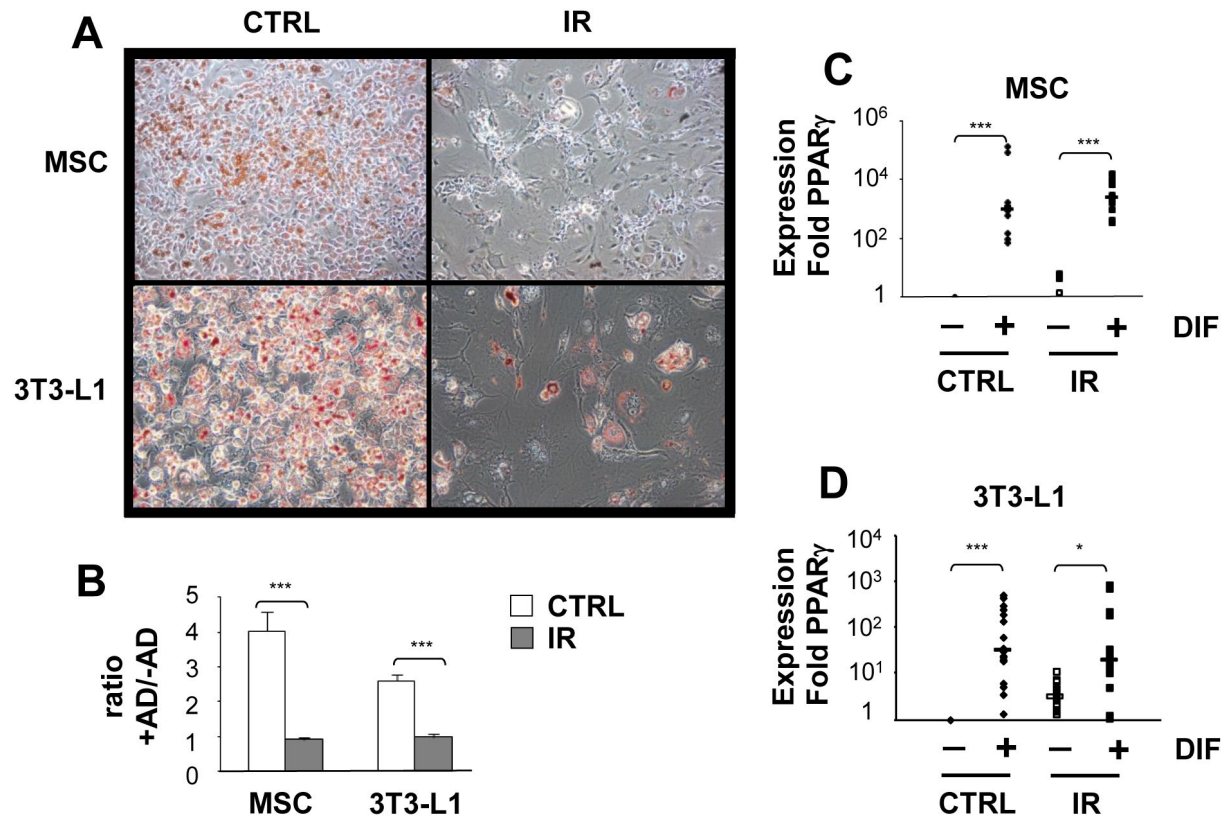 A
CTRL
IR
MSC
3T3-L1
B
ratio
+AD/-AD
5
4
3
2
1
0
***
***
MSC
3T3-L1
CTRL
IR
C
MSC
Expression
Fold PPARγ
10⁶
10⁴
10²
1
***
***
− + − + DIF
CTRL IR
D
3T3-L1
Expression
Fold PPARγ
10⁴
10³
10²
10¹
1
***
*
− + − + DIF
CTRL IR